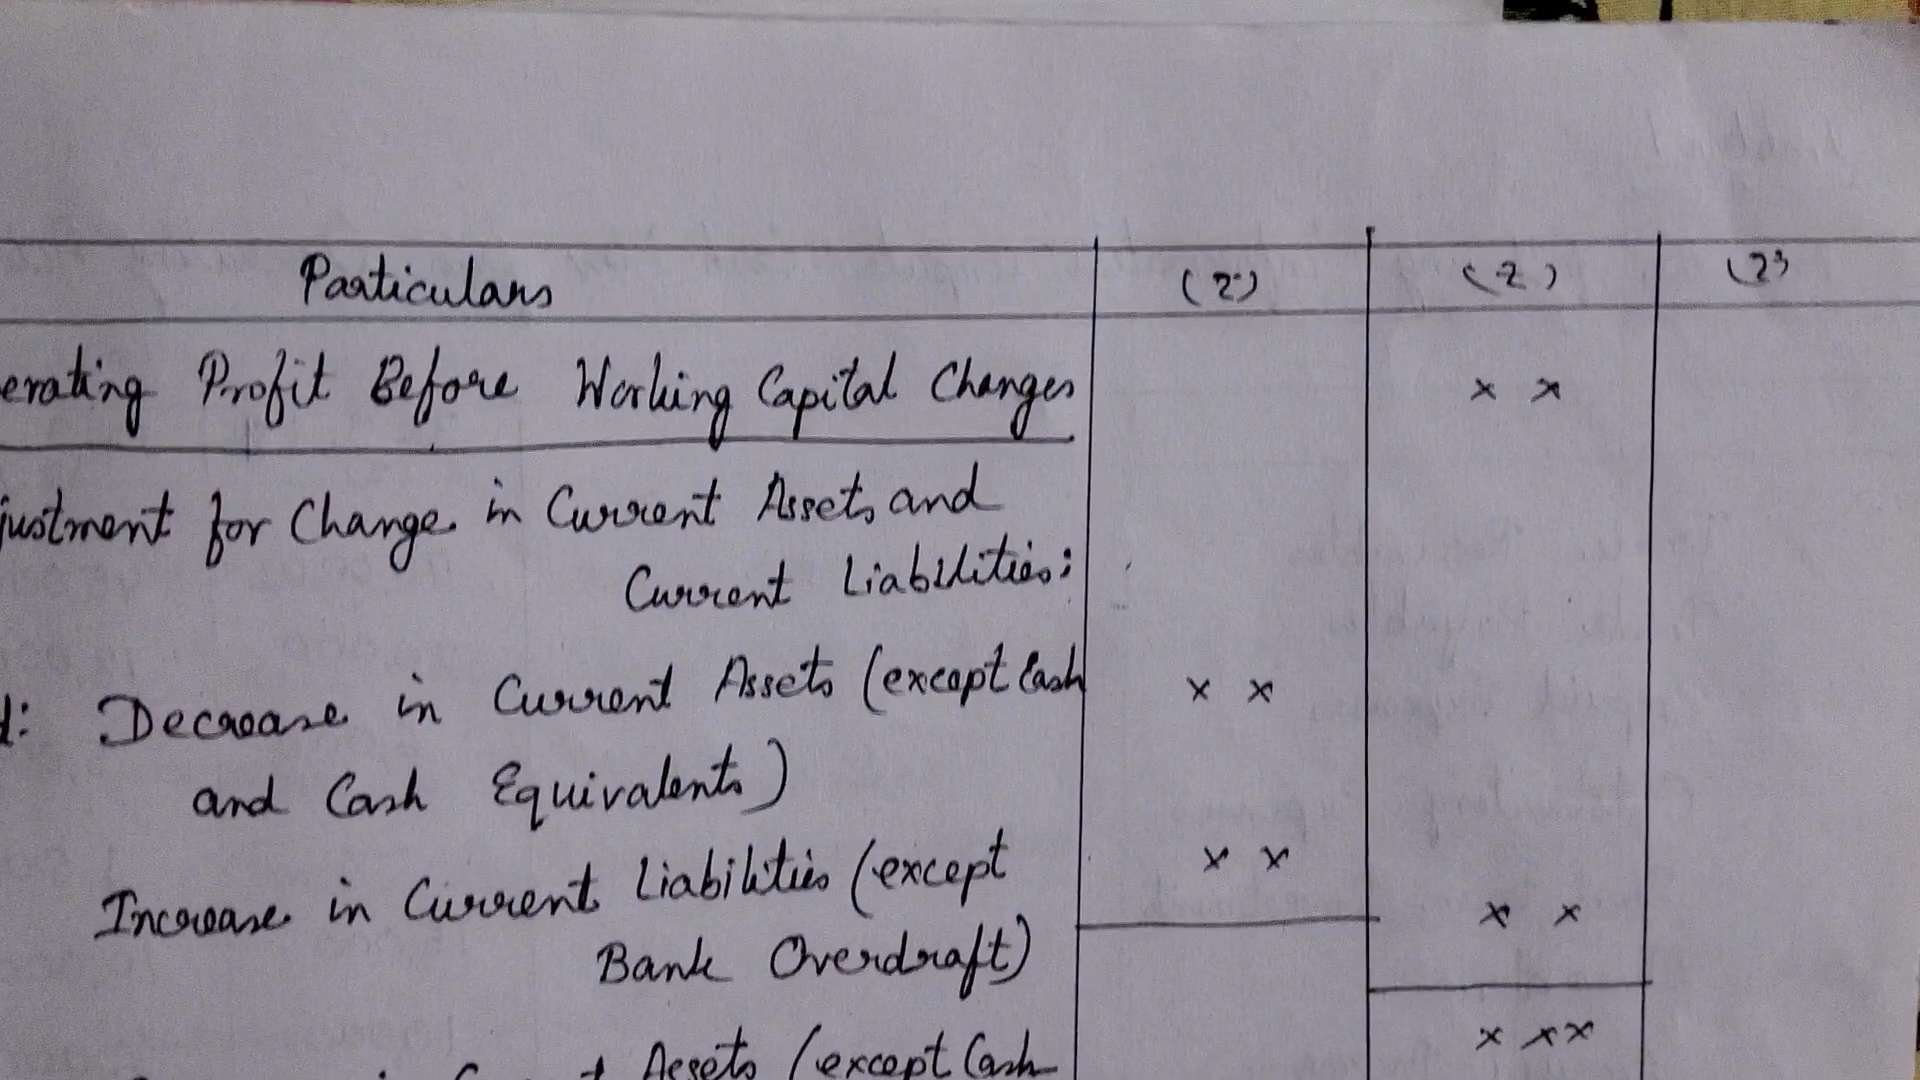 Particulars (₹) (₹) (₹)
erating Profit Before Working Capital Changes x x
justment for Change in Current Assets and
Current Liabilities:
d: Decrease in Current Assets (except Cash x x
and Cash Equivalents)
Increase in Current Liabilities (except x x
Bank Overdraft) x x
Assets (except Cash x x x